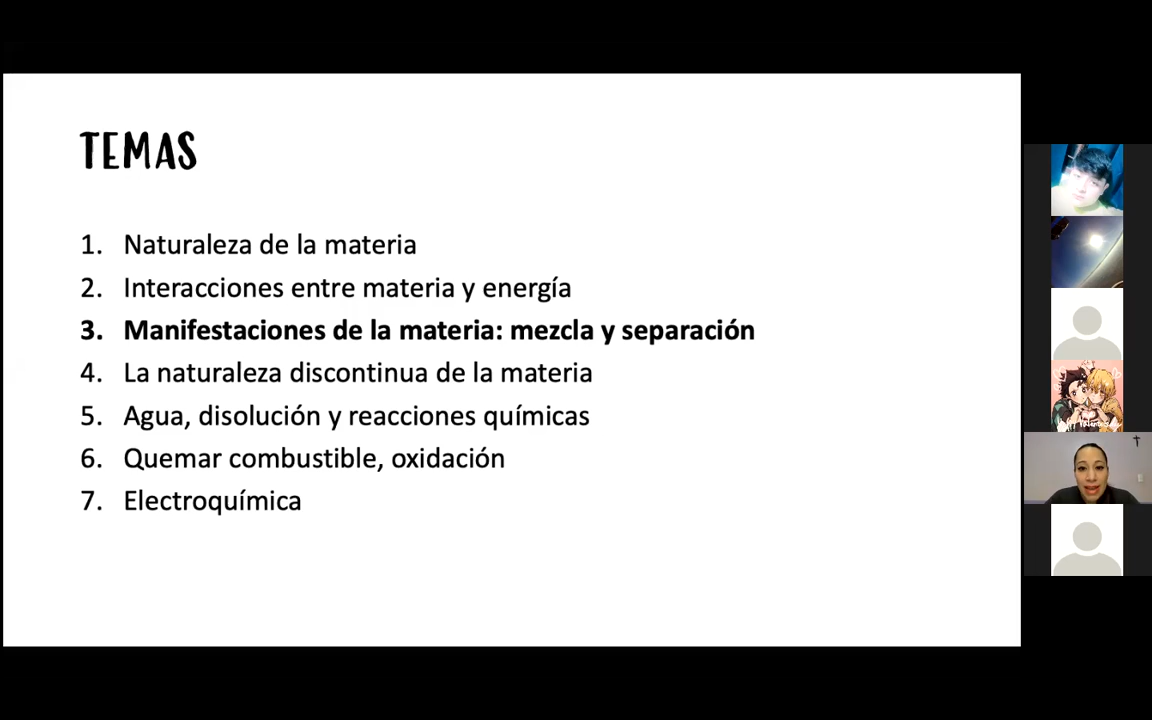 TEMAS
1. Naturaleza de la materia
2. Interacciones entre materia y energía
3. Manifestaciones de la materia: mezcla y separación
4. La naturaleza discontinua de la materia
5. Agua, disolución y reacciones químicas
6. Quemar combustible, oxidación
7. Electroquímica